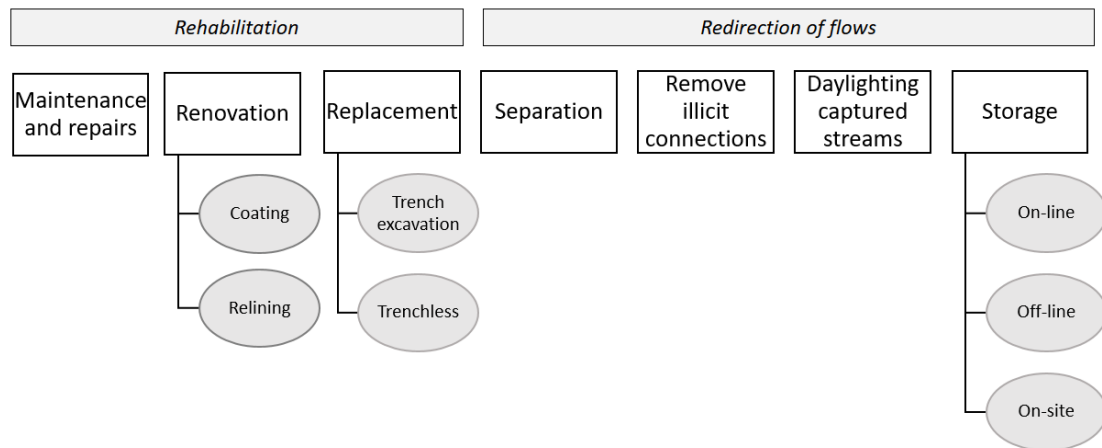 Rehabilitation
Redirection of flows
Maintenance
and repairs
Renovation
Replacement
Separation
Remove
illicit
connections
Daylighting
captured
streams
Storage
Coating
Relining
Trench
excavation
Trenchless
On-line
Off-line
On-site